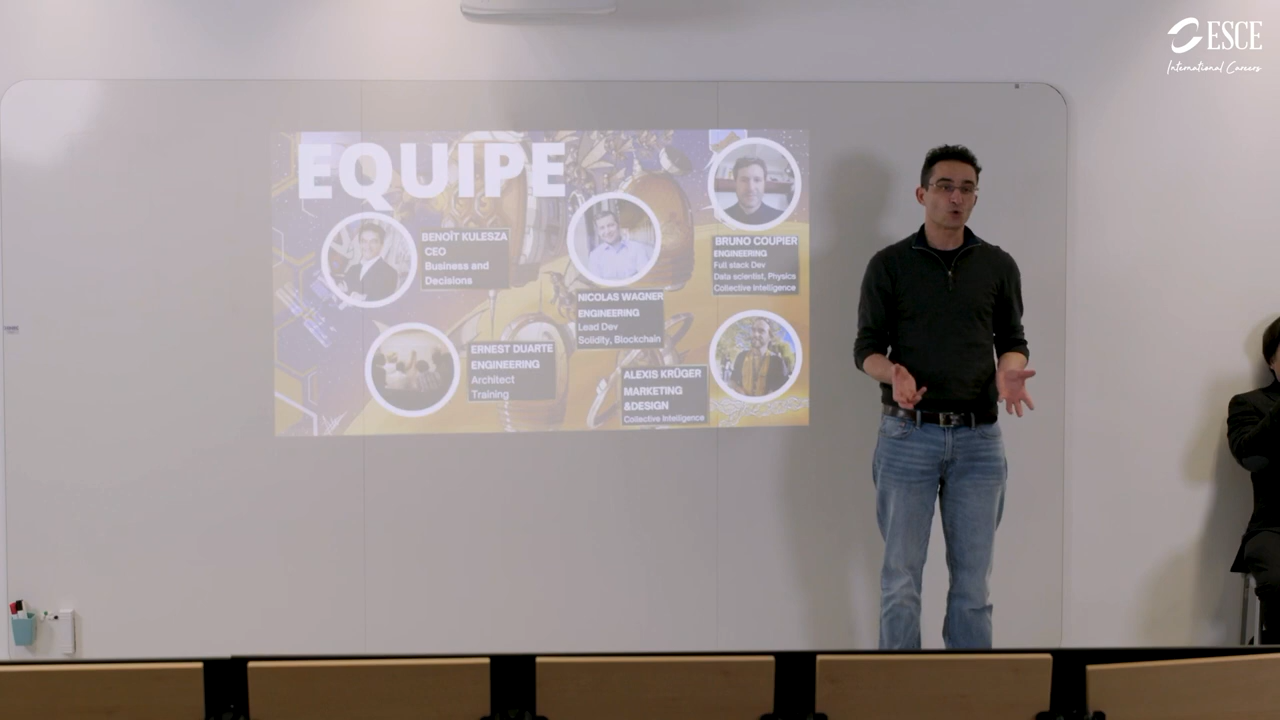 ESCE
International Careers
EQUIPE
BENOÎT KULESZA
CEO
Business and
Decisions
NICOLAS WAGNER
ENGINEERING
Lead Dev
Solidity, Blockchain
BRUNO COUPIER
ENGINEERING
Full stack Dev
Data scientist, Physics
Collective Intelligence
ERNEST DUARTE
ENGINEERING
Architect
Training
ALEXIS KRÜGER
MARKETING
&DESIGN
Collective Intelligence